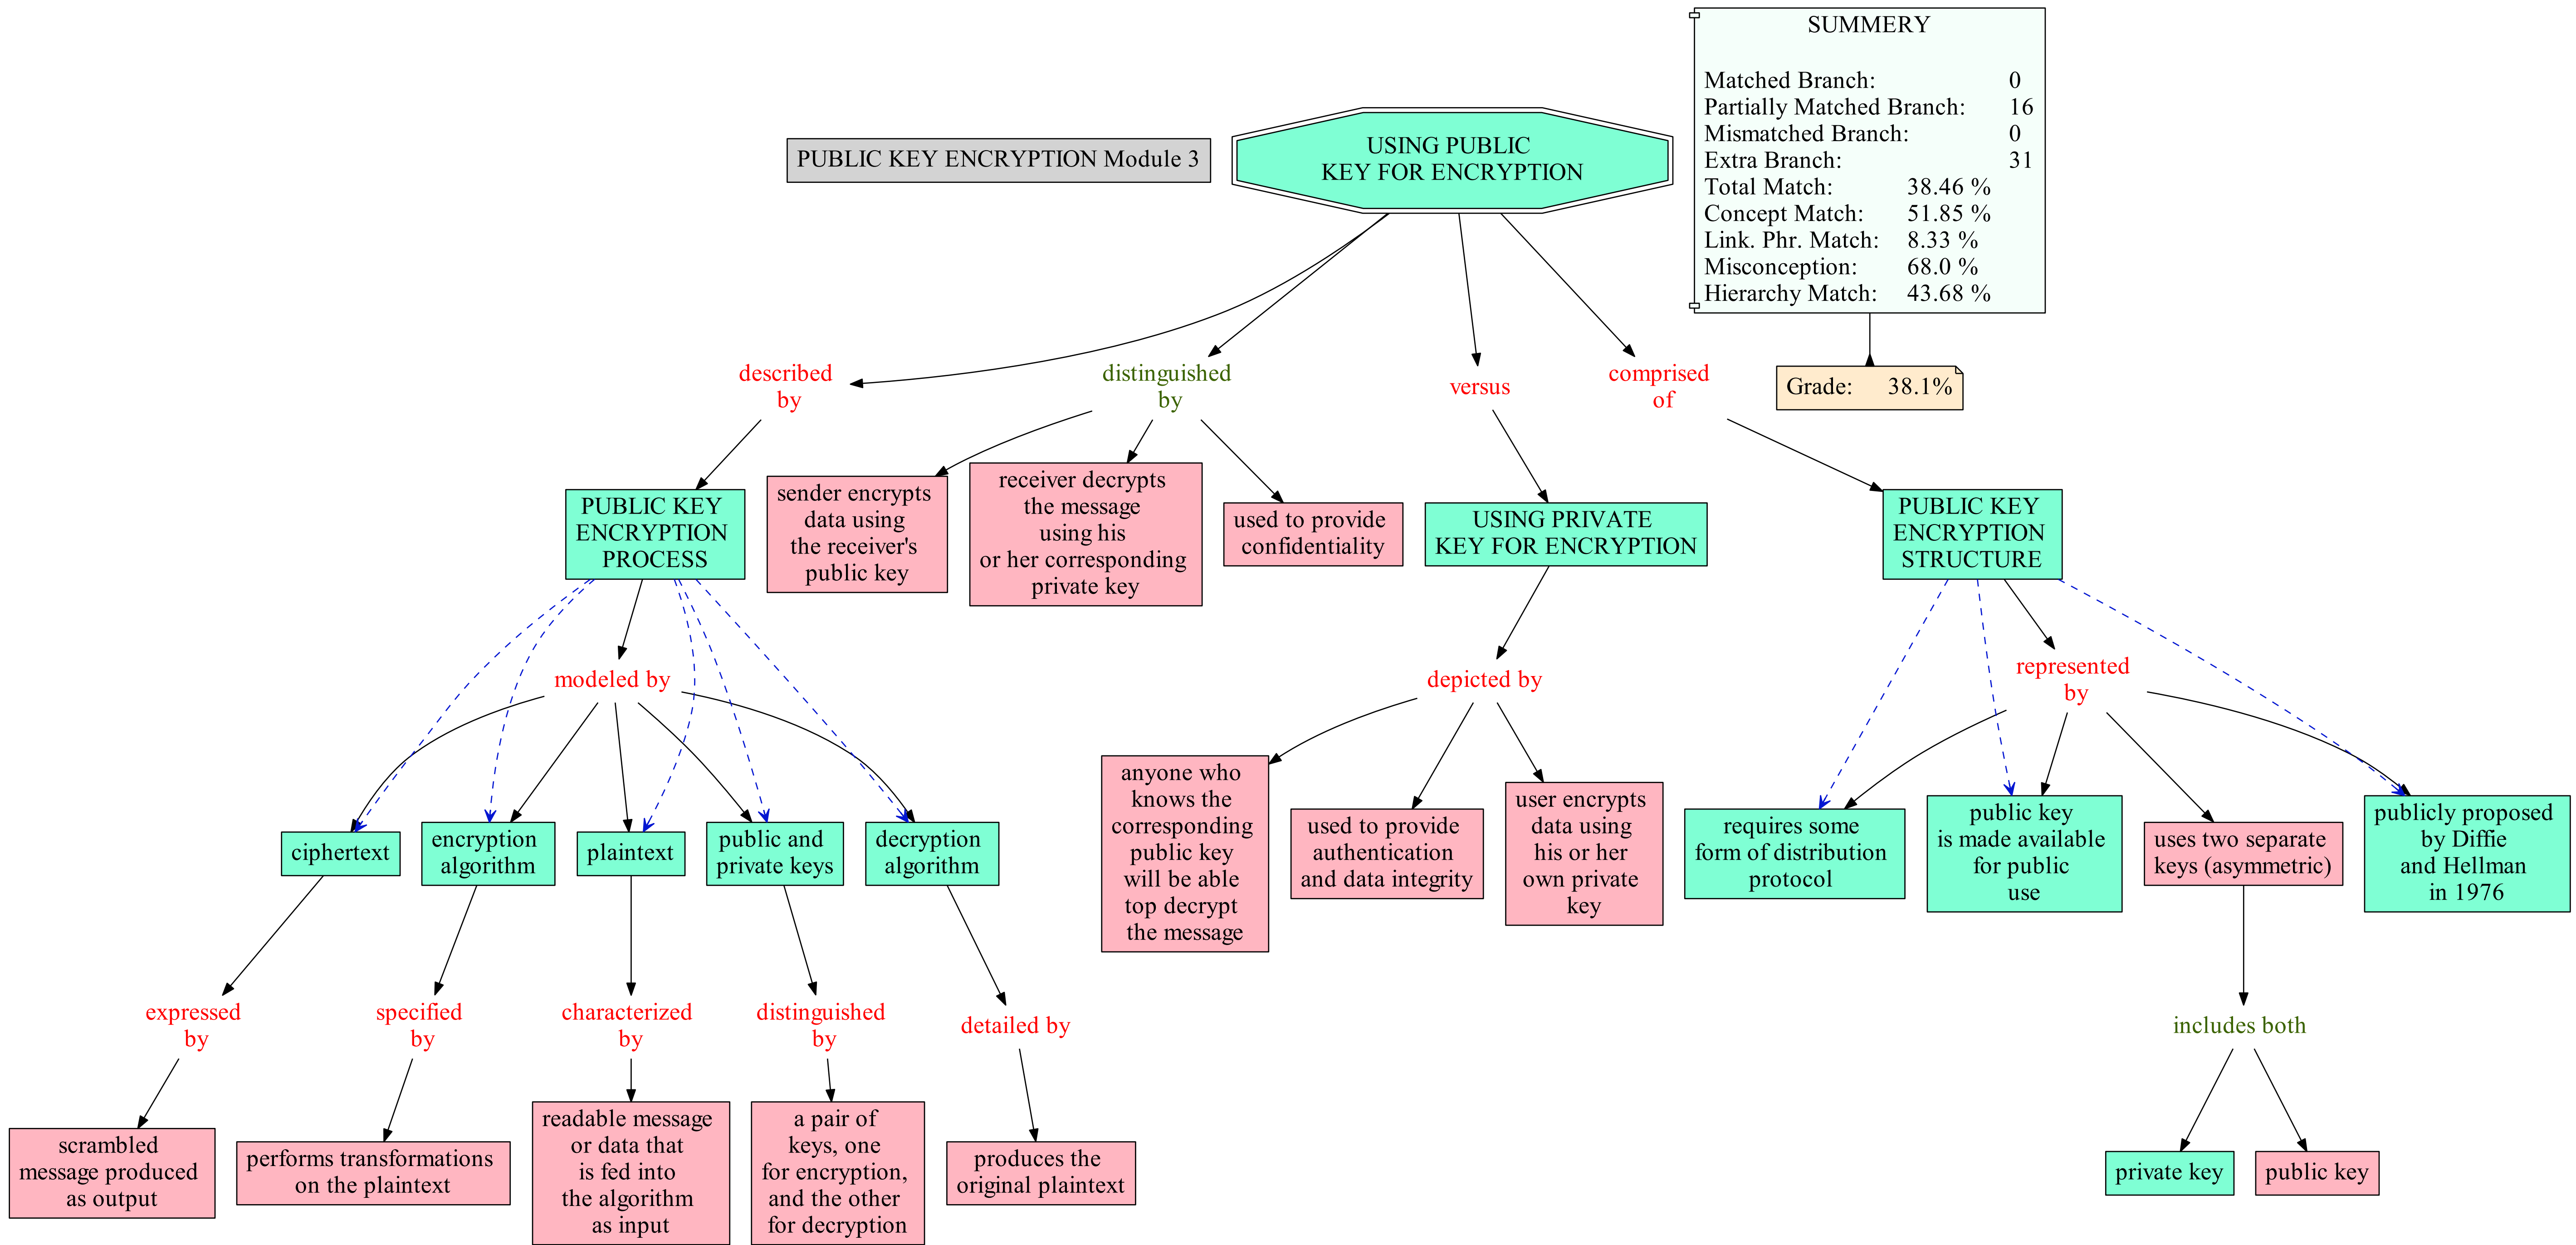 SUMMERY
Matched Branch: 0
Partially Matched Branch: 16
Mismatched Branch: 0
Extra Branch: 31
Total Match: 38.46 %
Concept Match: 51.85 %
Link. Phr. Match: 8.33 %
Misconception: 68.0 %
Hierarchy Match: 43.68 %
PUBLIC KEY ENCRYPTION Module 3
USING PUBLIC
KEY FOR ENCRYPTION
Grade: 38.1%
described
by
distinguished
by
versus
comprised
of
PUBLIC KEY
ENCRYPTION
PROCESS
sender encrypts
data using
the receiver's
public key
receiver decrypts
the message
using his
or her corresponding
private key
used to provide
confidentiality
USING PRIVATE
KEY FOR ENCRYPTION
PUBLIC KEY
ENCRYPTION
STRUCTURE
modeled by
depicted by
represented
by
ciphertext
encryption
algorithm
plaintext
public and
private keys
decryption
algorithm
anyone who
knows the
corresponding
public key
will be able
top decrypt
the message
used to provide
authentication
and data integrity
user encrypts
data using
his or her
own private
key
requires some
form of distribution
protocol
public key
is made available
for public
use
uses two separate
keys (asymmetric)
publicly proposed
by Diffie
and Hellman
in 1976
expressed
by
specified
by
characterized
by
distinguished
by
detailed by
includes both
scrambled
message produced
as output
performs transformations
on the plaintext
readable message
or data that
is fed into
the algorithm
as input
a pair of
keys, one
for encryption,
and the other
for decryption
produces the
original plaintext
private key
public key